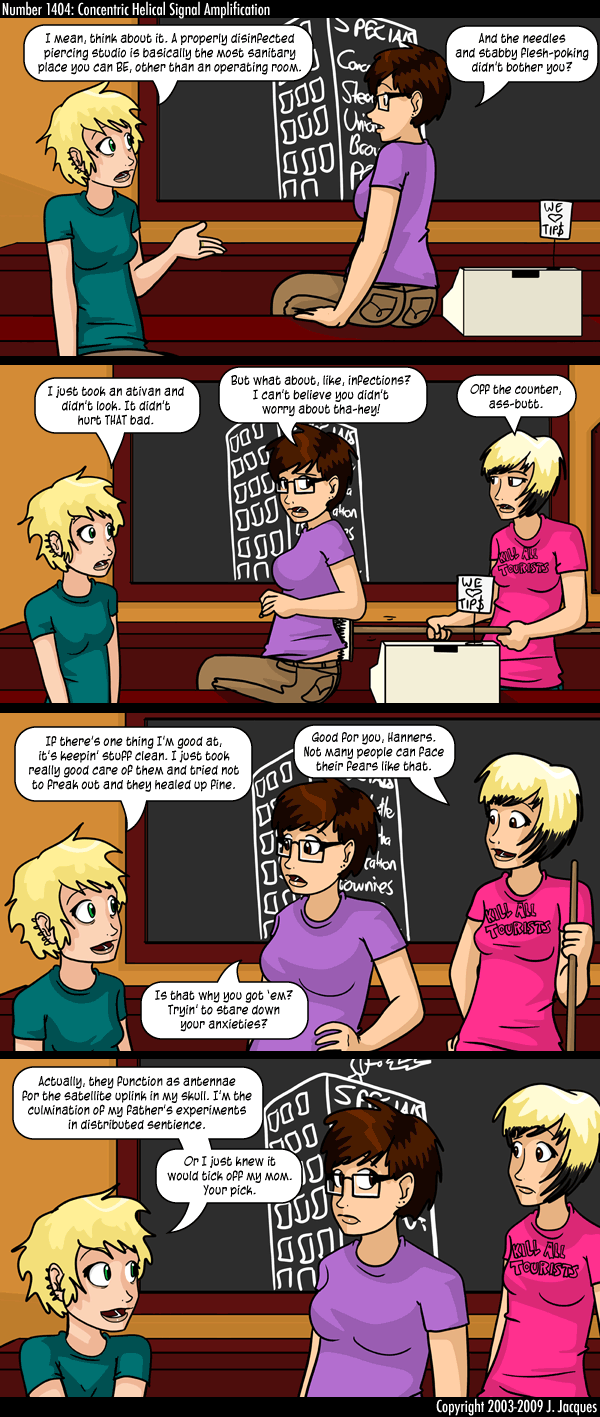 Number 1404: Concentric Helical Signal Amplification
I mean, think about it. A properly disinfected
piercing studio is basically the most sanitary
place you can BE, other than an operating room.
And the needles
and stabby flesh-poking
didn't bother you?
SPECIALS
WE
♡
TIP$
I just took an ativan and
didn't look. It didn't
hurt THAT bad.
But what about, like, infections?
I can't believe you didn't
worry about tha-hey!
Off the counter,
ass-butt.
KILL ALL
TOURISTS
WE
♡
TIP$
If there's one thing I'm good at,
it's keepin' stuff clean. I just took
really good care of them and tried not
to freak out and they healed up fine.
Good for you, Hanners.
Not many people can face
their fears like that.
KILL ALL
TOURISTS
Is that why you got 'em?
Tryin' to stare down
your anxieties?
Actually, they function as antennae
for the satellite uplink in my skull. I'm the
culmination of my father's experiments
in distributed sentience.
Or I just knew it
would tick off my mom.
Your pick.
SPECIALS
KILL ALL
TOURISTS
Copyright 2003-2009 J. Jacques